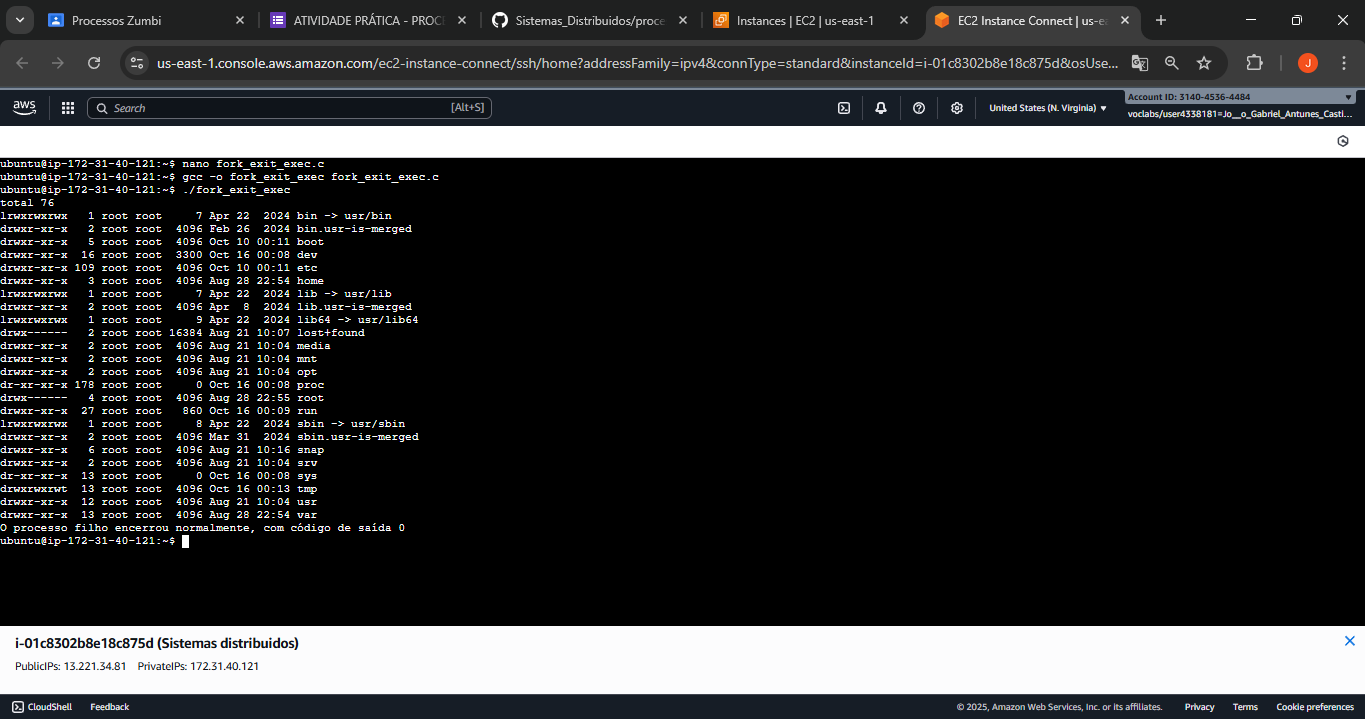 Processos Zumbi
ATIVIDADE PRÁTICA - PROC
Sistemas_Distribuidos/proce
Instances | EC2 | us-east-1
EC2 Instance Connect | us-ea
us-east-1.console.aws.amazon.com/ec2-instance-connect/ssh/home?addressFamily=ipv4&connType=standard&instanceId=i-01c8302b8e18c875d&osUse...
J
aws
Search
[Alt+S]
United States (N. Virginia)
Account ID: 3140-4536-4484
voclabs/user4338181=Jo__o_Gabriel_Antunes_Casti...
ubuntu@ip-172-31-40-121:~$ nano fork_exit_exec.c
ubuntu@ip-172-31-40-121:~$ gcc -o fork_exit_exec fork_exit_exec.c
ubuntu@ip-172-31-40-121:~$ ./fork_exit_exec
total 76
lrwxrwxrwx   1 root root     7 Apr 22  2024 bin -> usr/bin
drwxr-xr-x   2 root root  4096 Feb 26  2024 bin.usr-is-merged
drwxr-xr-x   5 root root  4096 Oct 10 00:11 boot
drwxr-xr-x  16 root root  3300 Oct 16 00:08 dev
drwxr-xr-x 109 root root  4096 Oct 10 00:11 etc
drwxr-xr-x   3 root root  4096 Aug 28 22:54 home
lrwxrwxrwx   1 root root     7 Apr 22  2024 lib -> usr/lib
drwxr-xr-x   2 root root  4096 Apr  8  2024 lib.usr-is-merged
lrwxrwxrwx   1 root root     9 Apr 22  2024 lib64 -> usr/lib64
drwx------   2 root root 16384 Aug 21 10:07 lost+found
drwxr-xr-x   2 root root  4096 Aug 21 10:04 media
drwxr-xr-x   2 root root  4096 Aug 21 10:04 mnt
drwxr-xr-x   2 root root  4096 Aug 21 10:04 opt
dr-xr-xr-x 178 root root     0 Oct 16 00:08 proc
drwx------   4 root root  4096 Aug 28 22:55 root
drwxr-xr-x  27 root root   860 Oct 16 00:09 run
lrwxrwxrwx   1 root root     8 Apr 22  2024 sbin -> usr/sbin
drwxr-xr-x   2 root root  4096 Mar 31  2024 sbin.usr-is-merged
drwxr-xr-x   6 root root  4096 Aug 21 10:16 snap
drwxr-xr-x   2 root root  4096 Aug 21 10:04 srv
dr-xr-xr-x  13 root root     0 Oct 16 00:08 sys
drwxrwxrwt  13 root root  4096 Oct 16 00:13 tmp
drwxr-xr-x  12 root root  4096 Aug 21 10:04 usr
drwxr-xr-x  13 root root  4096 Aug 28 22:54 var
O processo filho encerrou normalmente, com código de saída 0
ubuntu@ip-172-31-40-121:~$
i-01c8302b8e18c875d (Sistemas distribuidos)
PublicIPs: 13.221.34.81 PrivateIPs: 172.31.40.121
CloudShell Feedback
© 2025, Amazon Web Services, Inc. or its affiliates. Privacy Terms Cookie preferences